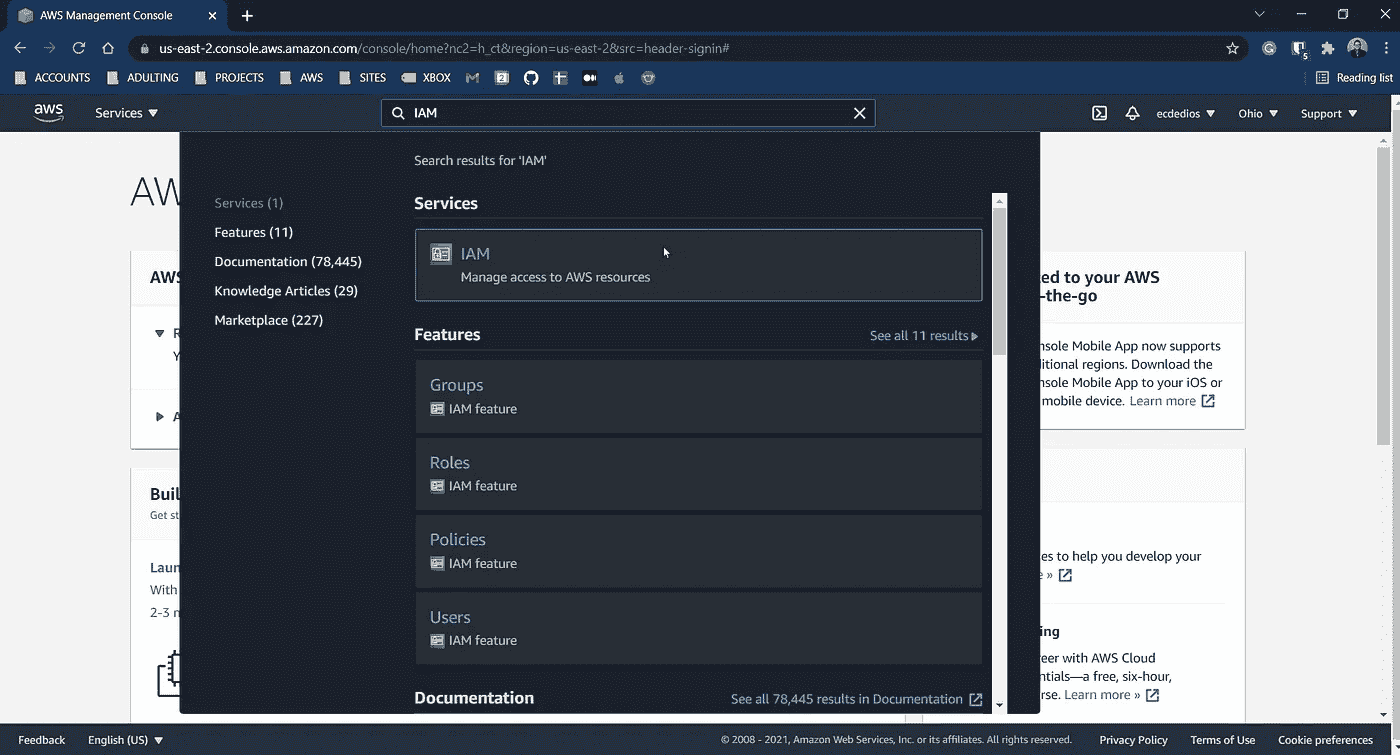 AWS Management Console
us-east-2.console.aws.amazon.com/console/home?nc2=h_ct&region=us-east-2&src=header-signin#
ACCOUNTS ADULTING PROJECTS AWS SITES XBOX
Reading list
aws Services IAM ecdedios Ohio Support
Search results for 'IAM'
AW
Services (1)
Features (11)
Documentation (78,445)
Knowledge Articles (29)
Marketplace (227)
Services
IAM
Manage access to AWS resources
Features See all 11 results
Groups
IAM feature
Roles
IAM feature
Policies
IAM feature
Users
IAM feature
Documentation See all 78,445 results in Documentation
AWS
R
Y
A
Buil
Get st
Laun
With
2-3 m
ed to your AWS
-the-go
nsole Mobile App now supports
ditional regions. Download the
nsole Mobile App to your iOS or
mobile device. Learn more
es to help you develop your
e »
ing
eer with AWS Cloud
ntials—a free, six-hour,
rse. Learn more »
Feedback English (US) © 2008 - 2021, Amazon Web Services, Inc. or its affiliates. All rights reserved. Privacy Policy Terms of Use Cookie preferences